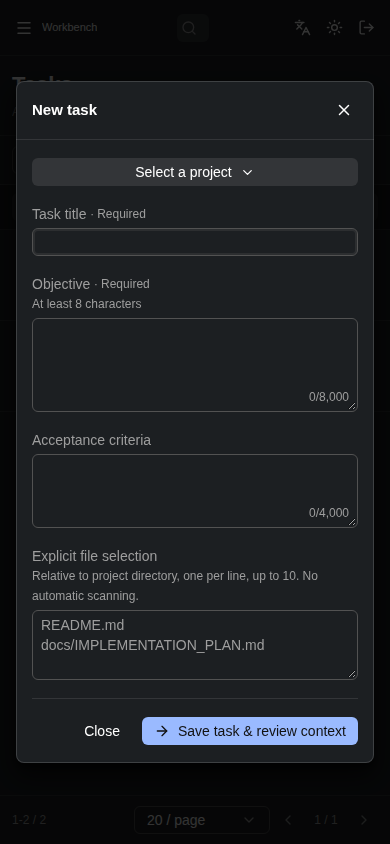 Workbench
Tasks
New task
Select a project
Task title · Required
Objective · Required
At least 8 characters
0/8,000
Acceptance criteria
0/4,000
Explicit file selection
Relative to project directory, one per line, up to 10. No
automatic scanning.
README.md
docs/IMPLEMENTATION_PLAN.md
Close
Save task & review context
1-2 / 2
20 / page
1 / 1